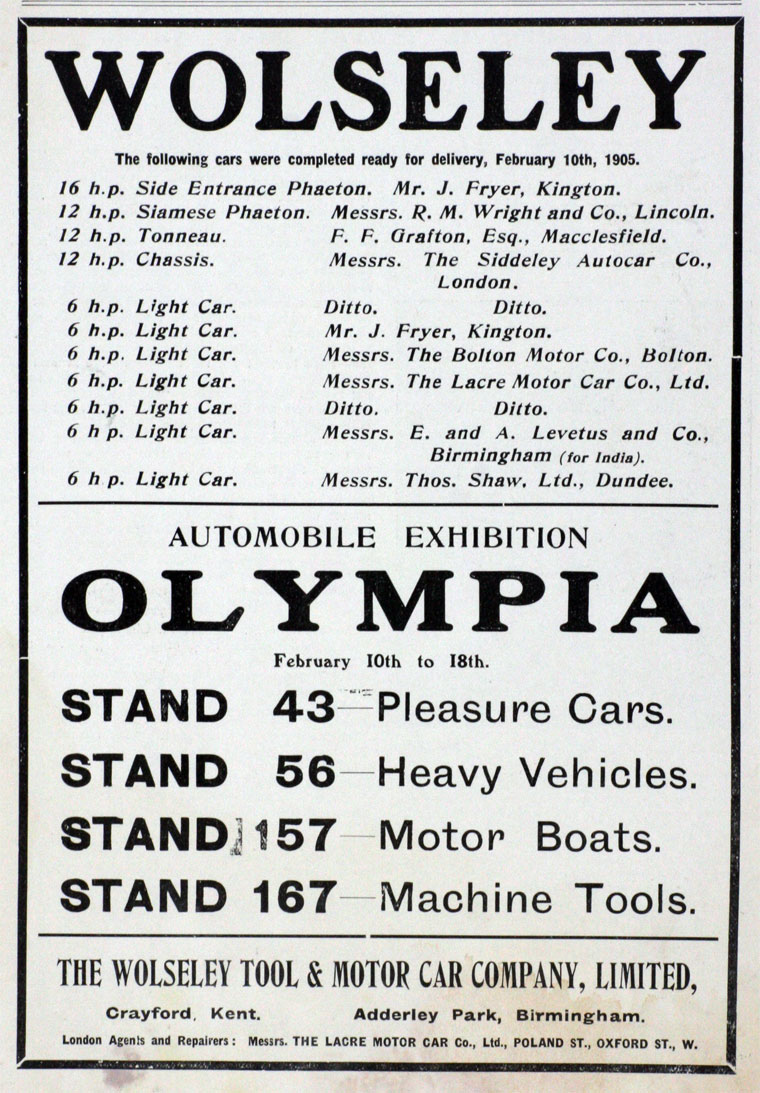 WOLSELEY
The following cars were completed ready for delivery, February 10th, 1905.
16 h.p. Side Entrance Phaeton. Mr. J. Fryer, Kington.
12 h.p. Siamese Phaeton. Messrs. R. M. Wright and Co., Lincoln.
12 h.p. Tonneau. F. F. Grafton, Esq., Macclesfield.
12 h.p. Chassis. Messrs. The Siddeley Autocar Co.,
London.
6 h.p. Light Car. Ditto. Ditto.
6 h.p. Light Car. Mr. J. Fryer, Kington.
6 h.p. Light Car. Messrs. The Bolton Motor Co., Bolton.
6 h.p. Light Car. Messrs. The Lacre Motor Car Co., Ltd.
6 h.p. Light Car. Ditto. Ditto.
6 h p. Light Car. Messrs. E. and A. Levetus and Co.,
Birmingham (for India).
6 h p. Light Car. Messrs. Thos. Shaw, Ltd., Dundee.
AUTOMOBILE EXHIBITION
OLYMPIA
February 10th to 18th.
STAND 43—Pleasure Cars.
STAND 56—Heavy Vehicles.
STAND 157—Motor Boats.
STAND 167—Machine Tools.
THE WOLSELEY TOOL & MOTOR CAR COMPANY, LIMITED,
Crayford, Kent. Adderley Park, Birmingham.
London Agents and Repairers: Messrs. THE LACRE MOTOR CAR Co., Ltd., POLAND ST., OXFORD ST., W.